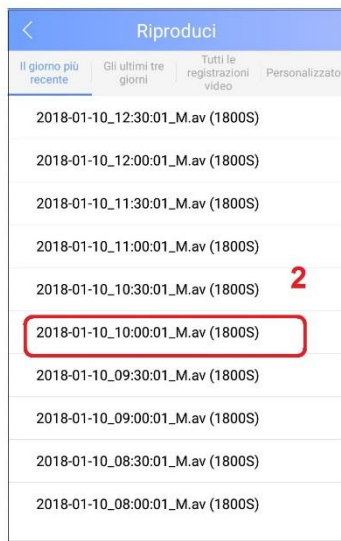 Riproduci
Il giorno più
recente
Gli ultimi tre
giorni
Tutti le
registrazioni
video
Personalizzato
2018-01-10_12:30:01_M.av (1800S)
2018-01-10_12:00:01_M.av (1800S)
2018-01-10_11:30:01_M.av (1800S)
2018-01-10_11:00:01_M.av (1800S)
2018-01-10_10:30:01_M.av (1800S)
2
2018-01-10_10:00:01_M.av (1800S)
2018-01-10_09:30:01_M.av (1800S)
2018-01-10_09:00:01_M.av (1800S)
2018-01-10_08:30:01_M.av (1800S)
2018-01-10_08:00:01_M.av (1800S)